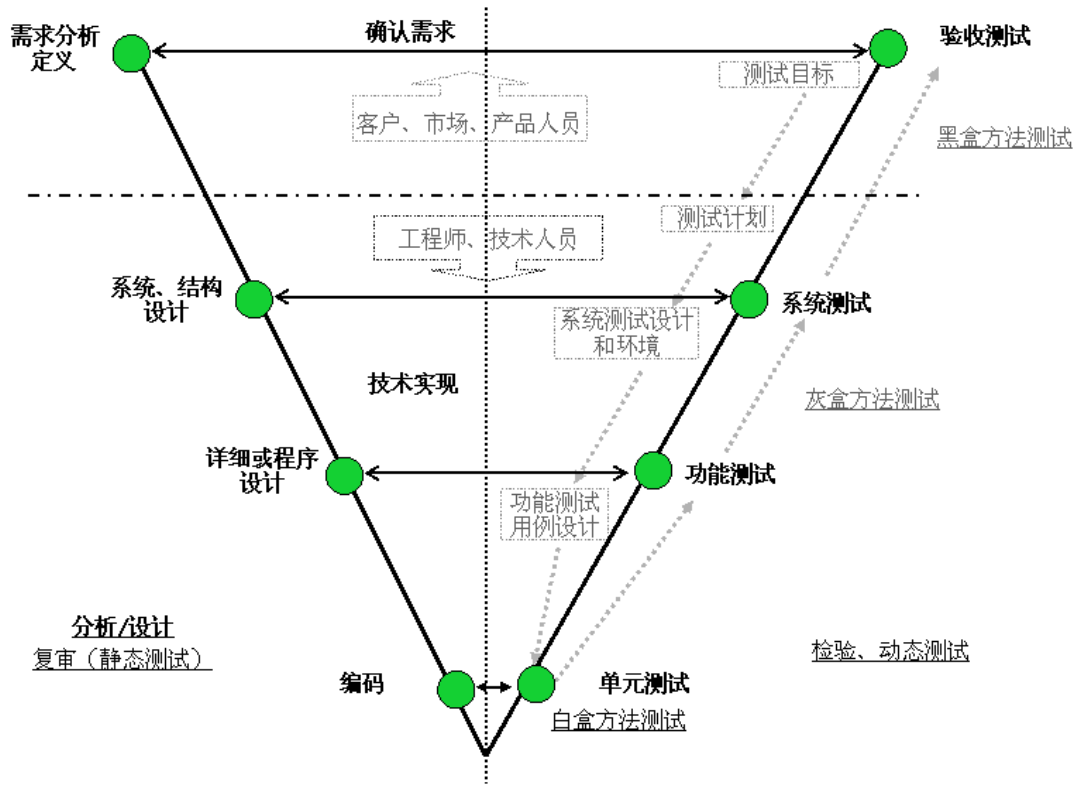 需求分析
定义
确认需求
验收测试
测试目标
客户、市场、产品人员
黑盒方法测试
测试计划
工程师、技术人员
系统、结构
设计
系统测试
系统测试设计
和环境
技术实现
灰盒方法测试
详细或程序
设计
功能测试
功能测试
用例设计
分析/设计
复审（静态测试）
检验、动态测试
编码
单元测试
白盒方法测试